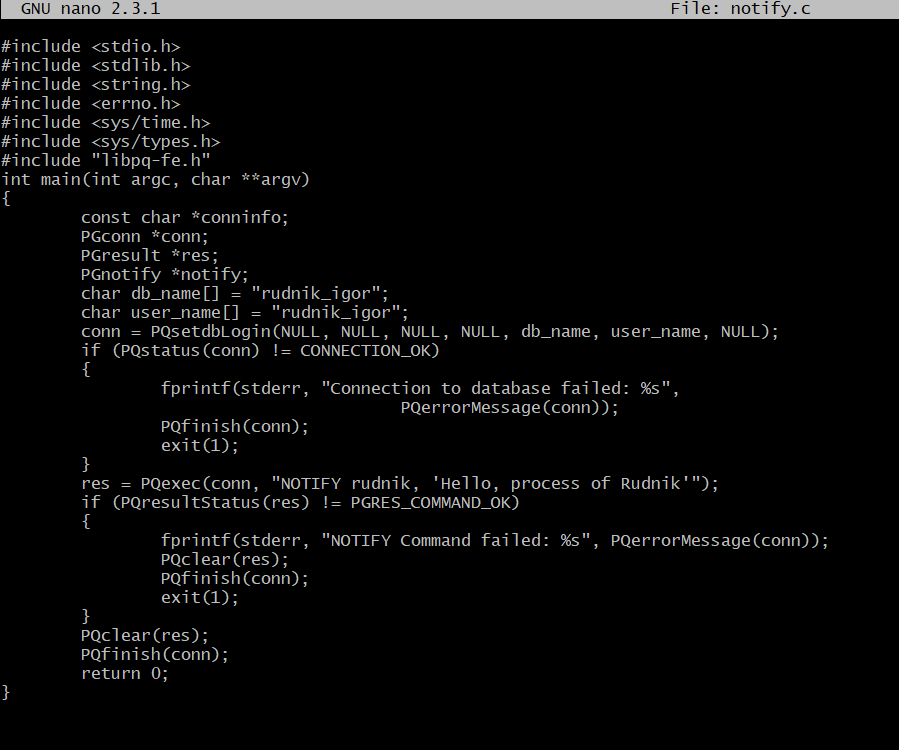 GNU nano 2.3.1 File: notify.c
#include <stdio.h>
#include <stdlib.h>
#include <string.h>
#include <errno.h>
#include <sys/time.h>
#include <sys/types.h>
#include "libpq-fe.h"
int main(int argc, char **argv)
{
        const char *conninfo;
        PGconn *conn;
        PGresult *res;
        PGnotify *notify;
        char db_name[] = "rudnik_igor";
        char user_name[] = "rudnik_igor";
        conn = PQsetdbLogin(NULL, NULL, NULL, NULL, db_name, user_name, NULL);
        if (PQstatus(conn) != CONNECTION_OK)
        {
                fprintf(stderr, "Connection to database failed: %s",
                                        PQerrorMessage(conn));
                PQfinish(conn);
                exit(1);
        }
        res = PQexec(conn, "NOTIFY rudnik, 'Hello, process of Rudnik'");
        if (PQresultStatus(res) != PGRES_COMMAND_OK)
        {
                fprintf(stderr, "NOTIFY Command failed: %s", PQerrorMessage(conn));
                PQclear(res);
                PQfinish(conn);
                exit(1);
        }
        PQclear(res);
        PQfinish(conn);
        return 0;
}